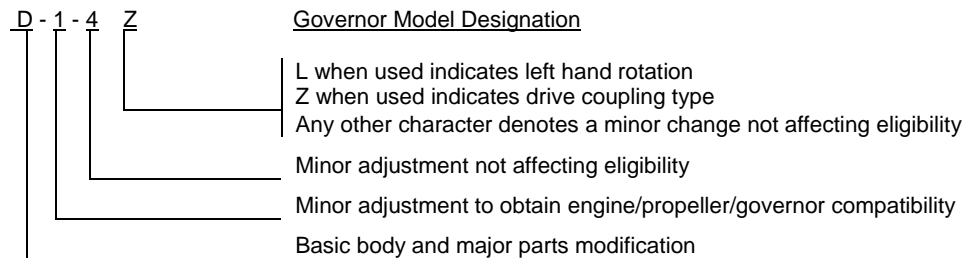 D - 1 - 4 Z Governor Model Designation
L when used indicates left hand rotation
Z when used indicates drive coupling type
Any other character denotes a minor change not affecting eligibility
Minor adjustment not affecting eligibility
Minor adjustment to obtain engine/propeller/governor compatibility
Basic body and major parts modification